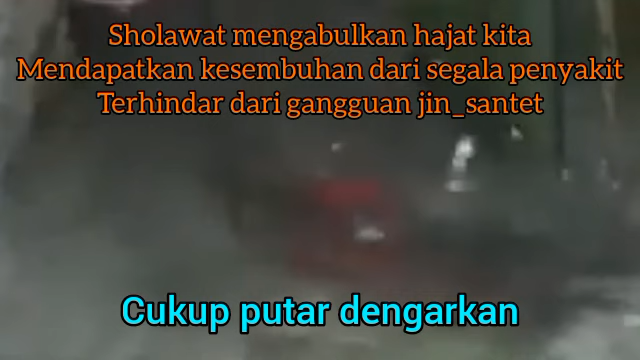 Sholawat mengabulkan hajat kita
Mendapatkan kesembuhan dari segala penyakit
Terhindar dari gangguan jin_santet
Cukup putar dengarkan